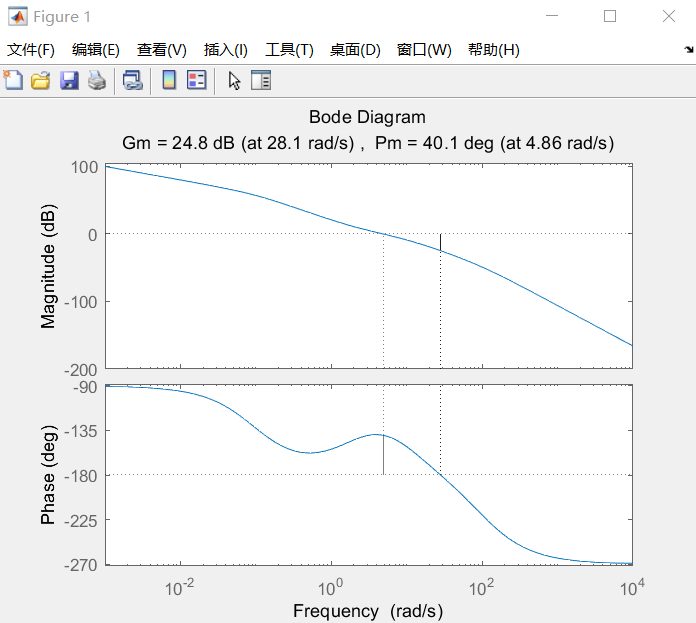 Figure 1
文件(F) 编辑(E) 查看(V) 插入(I) 工具(T) 桌面(D) 窗口(W) 帮助(H)
Bode Diagram
Gm = 24.8 dB (at 28.1 rad/s) , Pm = 40.1 deg (at 4.86 rad/s)
Magnitude (dB)
100
0
-100
-200
Phase (deg)
-90
-135
-180
-225
-270
10^-2 10^0 10^2 10^4
Frequency (rad/s)